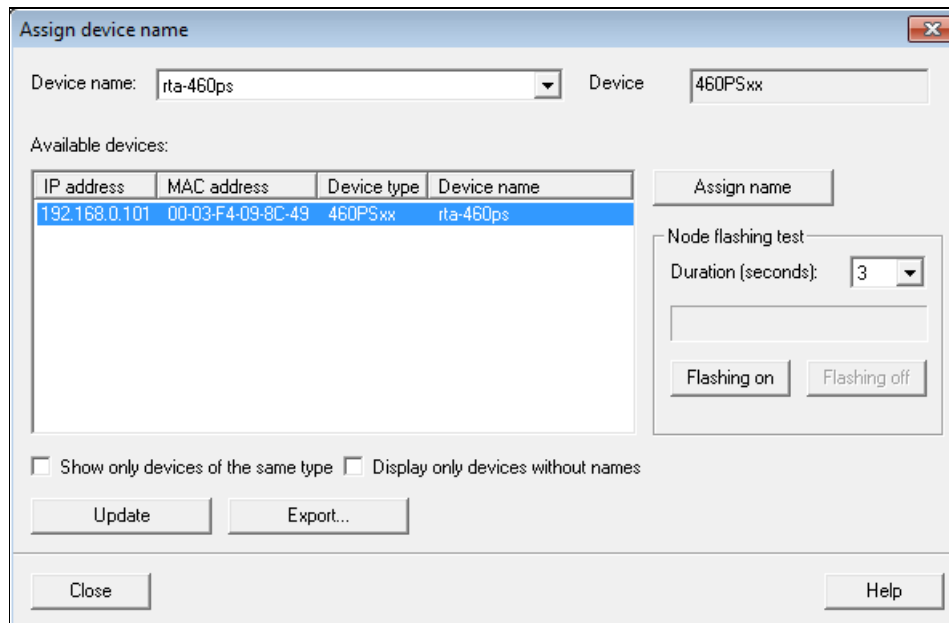 Assign device name
Device name: rta-460ps Device 460PSxx
Available devices:
IP address MAC address Device type Device name
192.168.0.101 00-03-F4-09-8C-49 460PSxx rta-460ps
Assign name
Node flashing test
Duration (seconds): 3
Flashing on Flashing off
Show only devices of the same type Display only devices without names
Update Export...
Close Help